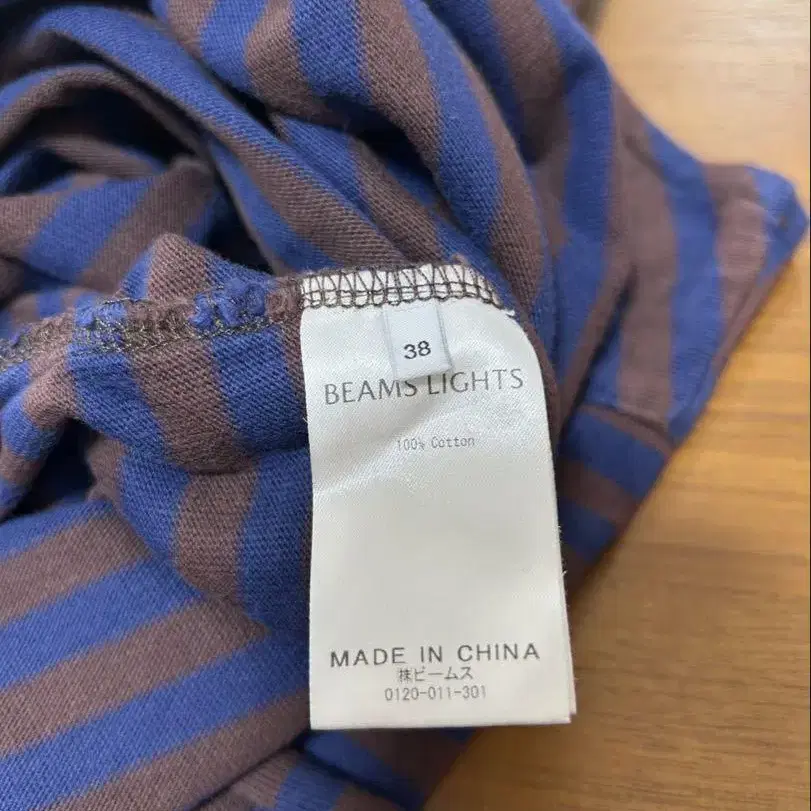 38
BEAMS LIGHTS
100% Cotton
MADE IN CHINA
㈱ビームス
0120-011-301